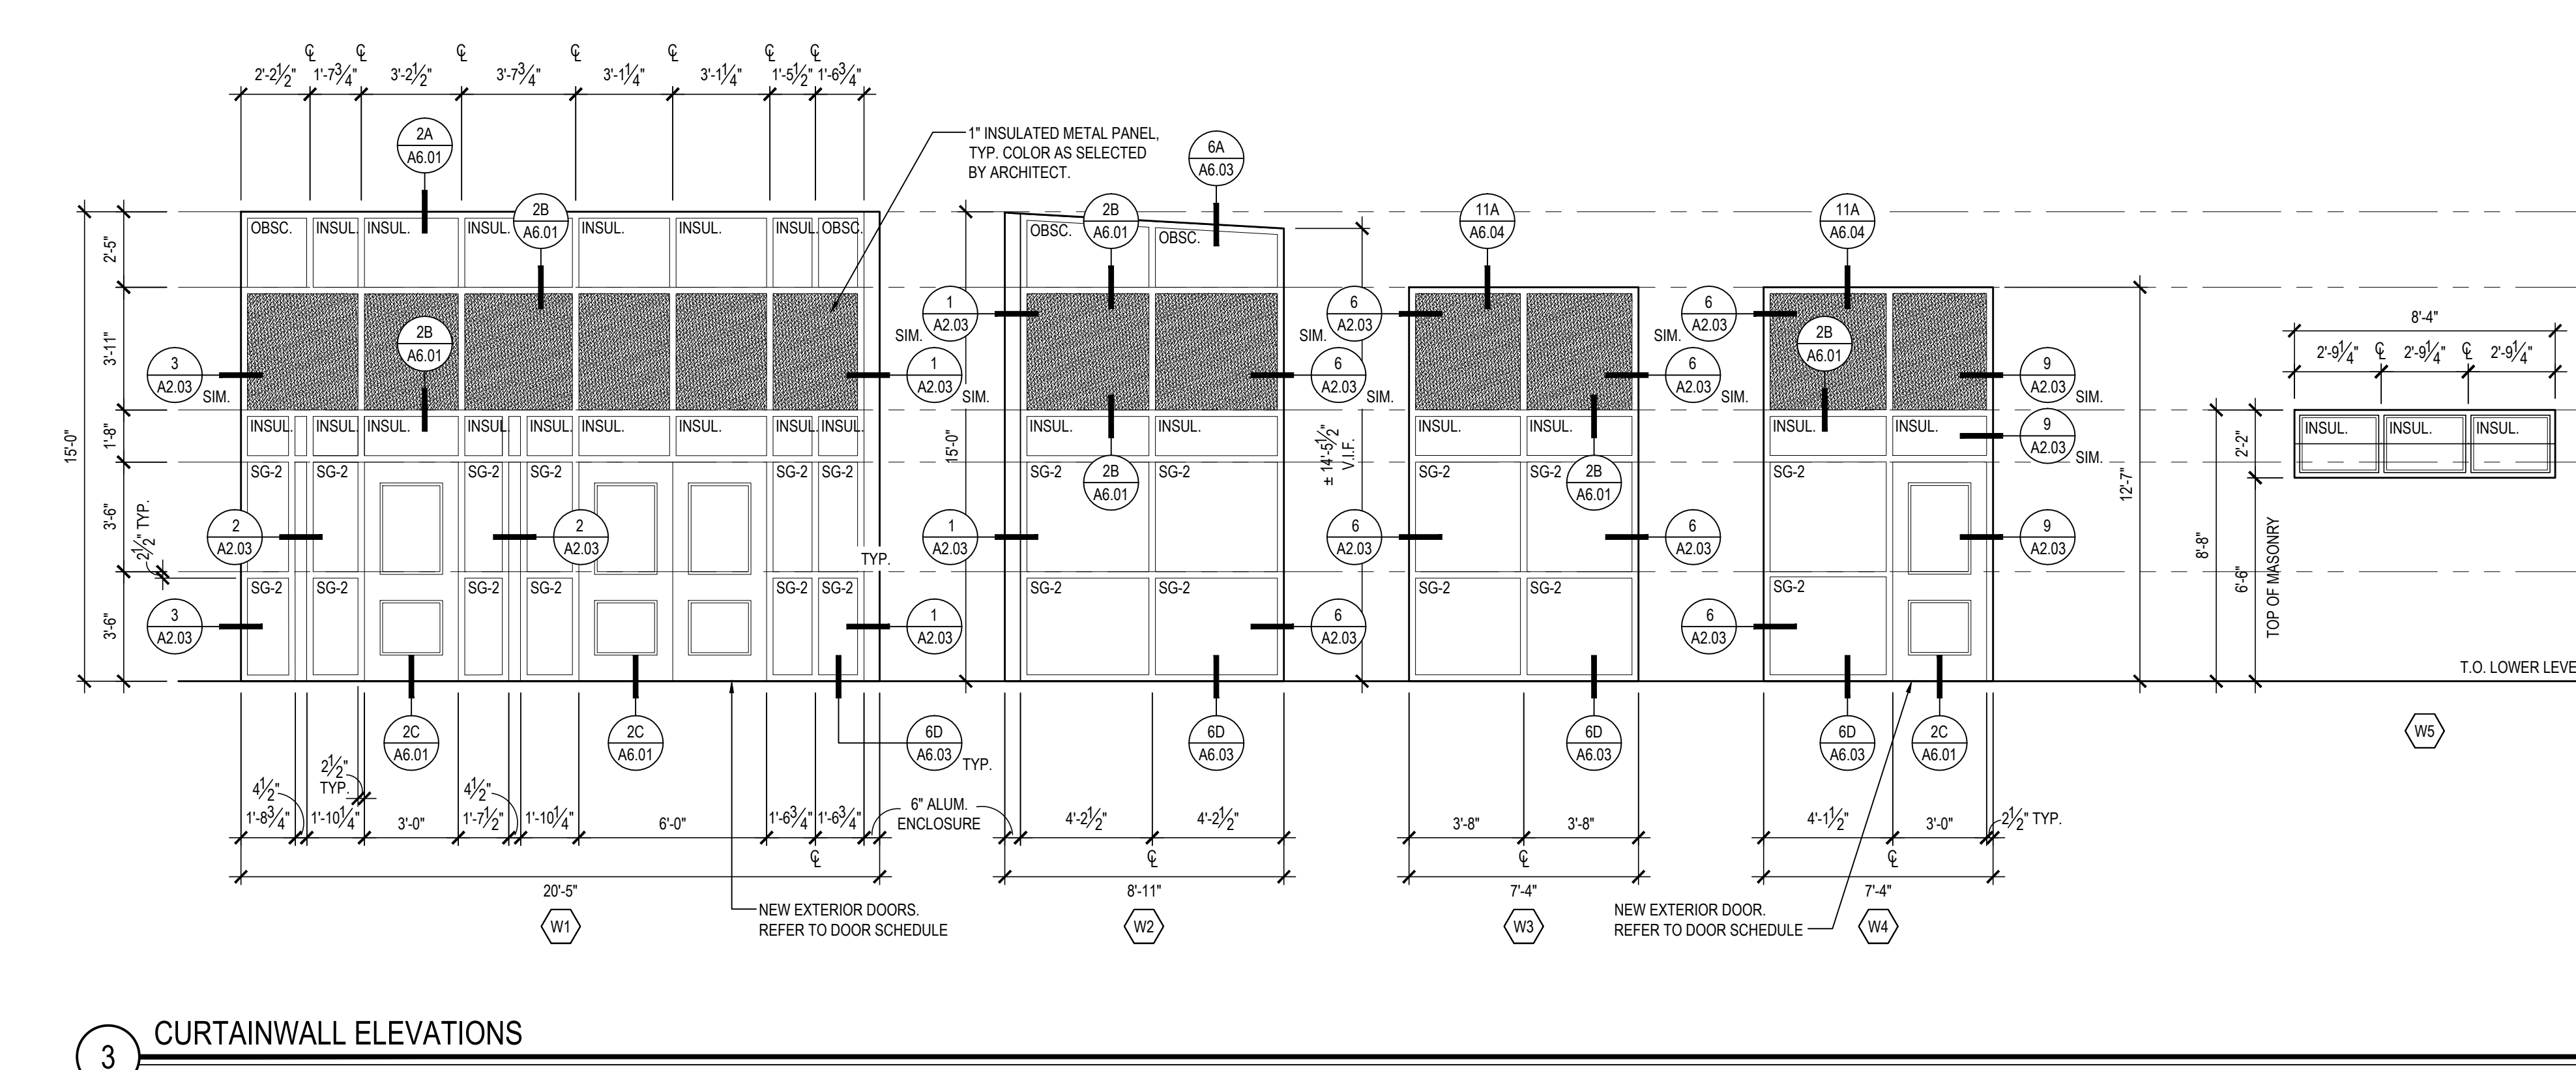 ℄ ℄ ℄ ℄ ℄ ℄ ℄
2'-2½" 1'-7¾" 3'-2½" 3'-7¾" 3'-1¼" 3'-1¼" 1'-5½" 1'-6¾"
2A
A6.01
1" INSULATED METAL PANEL,
TYP. COLOR AS SELECTED
BY ARCHITECT.
6A
A6.03
2B
A6.01
2B
A6.01
11A
A6.04
11A
A6.04
OBSC. INSUL. INSUL. INSUL. INSUL. INSUL. INSUL. OBSC.
OBSC. OBSC.
2'-5"
3'-11"
1'-8"
3'-6"
3'-6"
15'-0"
2½" TYP.
1
A2.03
SIM.
6
A2.03
SIM.
6
A2.03
SIM.
2B
A6.01
2B
A6.01
3
A2.03
SIM.
1
A2.03
SIM.
6
A2.03
SIM.
6
A2.03
SIM.
9
A2.03
SIM.
8'-4"
2'-9¼" ℄ 2'-9¼" ℄ 2'-9¼"
INSUL. INSUL. INSUL. INSUL. INSUL. INSUL. INSUL. INSUL.
INSUL. INSUL.
INSUL. INSUL.
INSUL. INSUL.
INSUL. INSUL. INSUL.
9
A2.03
SIM.
15'-0"
± 14'-5½"
V.I.F.
12'-7"
8'-8"
2'-2"
6'-6"
TOP OF MASONRY
SG-2 SG-2 SG-2 SG-2 SG-2 SG-2
SG-2 SG-2
SG-2 SG-2
SG-2
2B
A6.01
2B
A6.01
2
A2.03
2
A2.03
TYP.
1
A2.03
6
A2.03
6
A2.03
9
A2.03
SG-2 SG-2 SG-2 SG-2 SG-2 SG-2
SG-2 SG-2
SG-2 SG-2
SG-2
3
A2.03
1
A2.03
6
A2.03
6
A2.03
T.O. LOWER LEVE
2C
A6.01
2C
A6.01
6D
A6.03
TYP.
6D
A6.03
6D
A6.03
6D
A6.03
2C
A6.01
W5
2½"
TYP.
4½" 4½"
6" ALUM.
ENCLOSURE
1'-8¾" 1'-10¼" 3'-0" 1'-7½" 1'-10¼" 6'-0" 1'-6¾" 1'-6¾"
4'-2½" 4'-2½"
3'-8" 3'-8"
4'-1½" 3'-0" 2½" TYP.
℄ ℄ ℄ ℄
20'-5" 8'-11" 7'-4" 7'-4"
W1 W2 W3 W4
NEW EXTERIOR DOORS.
REFER TO DOOR SCHEDULE
NEW EXTERIOR DOOR.
REFER TO DOOR SCHEDULE
3
CURTAINWALL ELEVATIONS